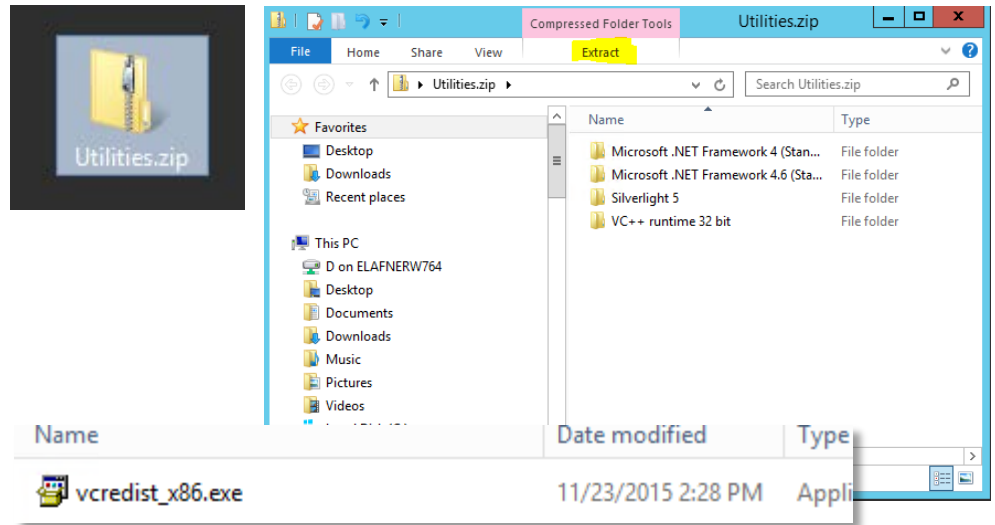 Utilities.zip
Compressed Folder Tools
Utilities.zip
File Home Share View Extract
Utilities.zip
Search Utilities.zip
Favorites
Desktop
Downloads
Recent places
This PC
D on ELAFNERW764
Desktop
Documents
Downloads
Music
Pictures
Videos
Name Type
Microsoft .NET Framework 4 (Stan... File folder
Microsoft .NET Framework 4.6 (Sta... File folder
Silverlight 5 File folder
VC++ runtime 32 bit File folder
Name Date modified Type
vcredist_x86.exe 11/23/2015 2:28 PM Appli